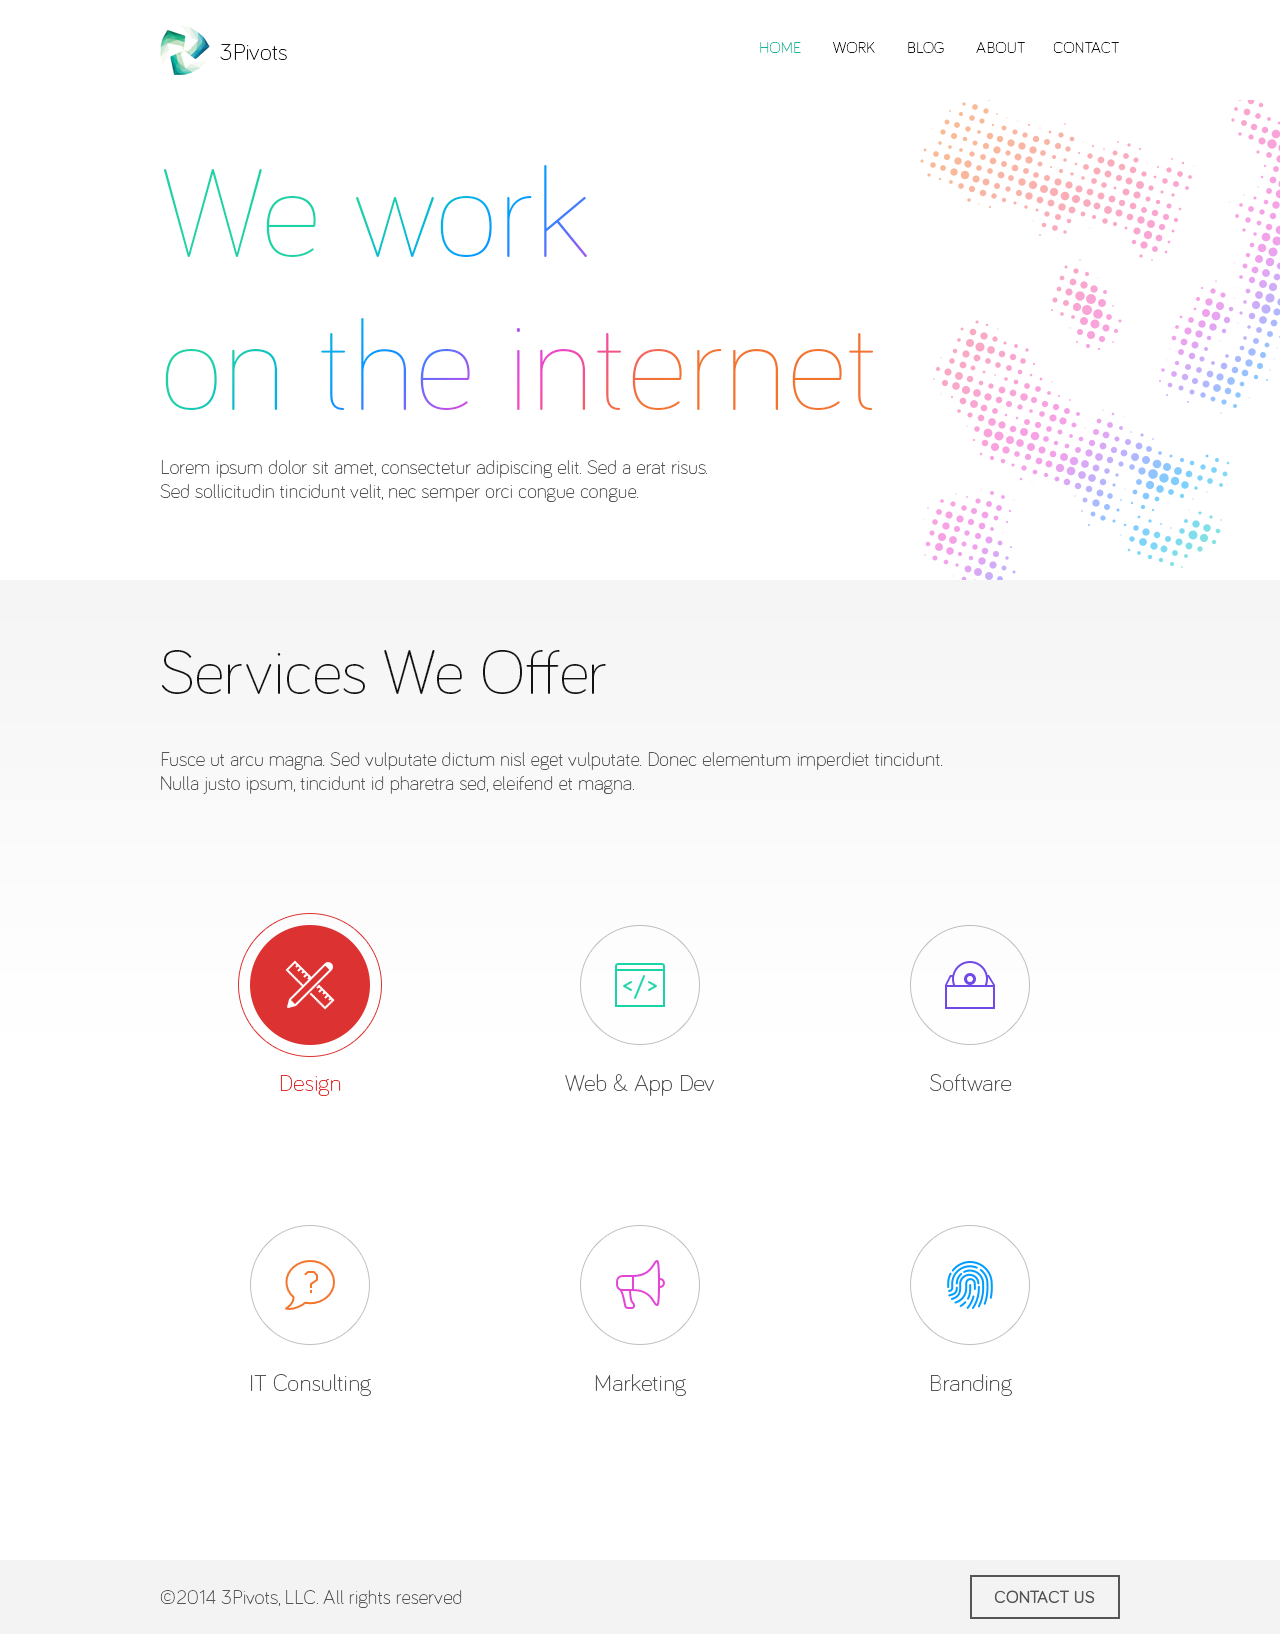 3Pivots
HOME WORK BLOG ABOUT CONTACT
We work
on the internet
Lorem ipsum dolor sit amet, consectetur adipiscing elit. Sed a erat risus.
Sed sollicitudin tincidunt velit, nec semper orci congue congue.
Services We Offer
Fusce ut arcu magna. Sed vulputate dictum nisl eget vulputate. Donec elementum imperdiet tincidunt.
Nulla justo ipsum, tincidunt id pharetra sed, eleifend et magna.
Design
Web & App Dev
Software
IT Consulting
Marketing
Branding
©2014 3Pivots, LLC. All rights reserved
CONTACT US